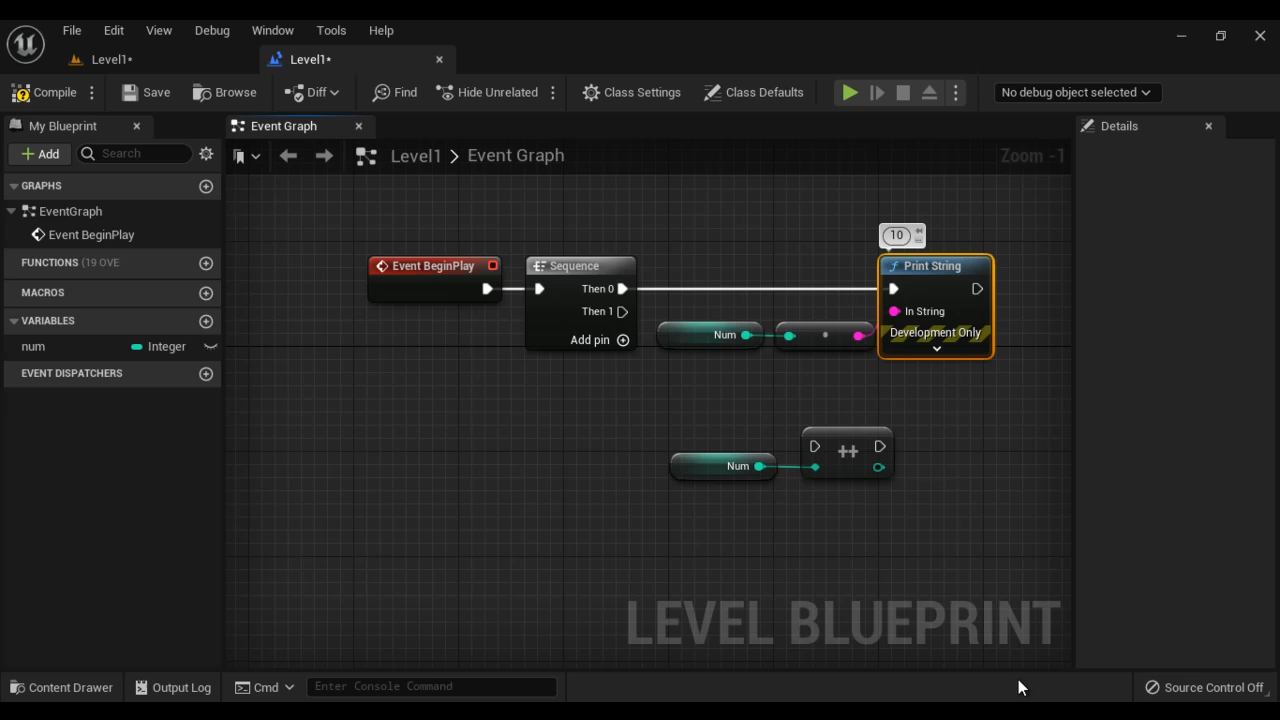 File Edit View Debug Window Tools Help
Level1*
Level1*
Compile Save Browse Diff Find Hide Unrelated Class Settings Class Defaults No debug object selected
My Blueprint
Add Search
GRAPHS
EventGraph
Event BeginPlay
FUNCTIONS (19 OVE
MACROS
VARIABLES
num Integer
EVENT DISPATCHERS
Event Graph
Level1 > Event Graph
Zoom -1
10
Event BeginPlay
Sequence
Then 0
Then 1
Add pin
Num
Print String
In String
Development Only
Num
++
LEVEL BLUEPRINT
Details
Content Drawer Output Log Cmd Enter Console Command Source Control Off